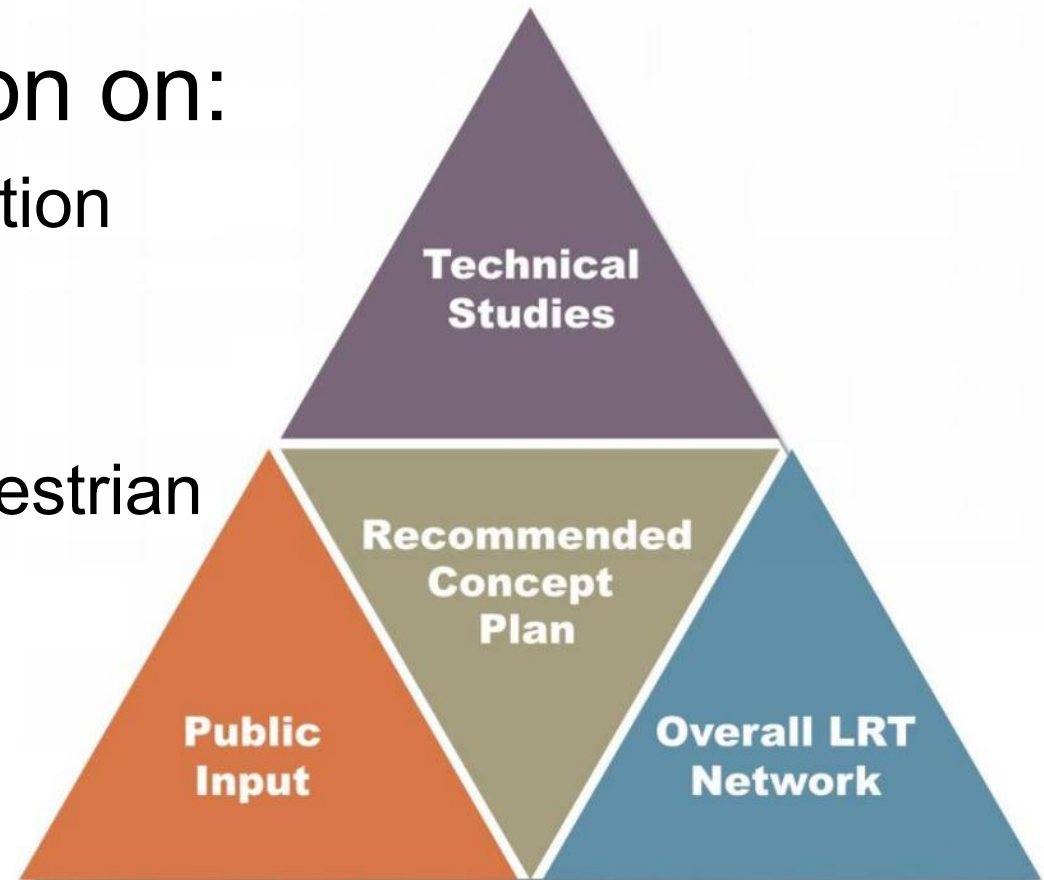 on on:
tion
estrian
Technical
Studies
Recommended
Concept
Plan
Public
Input
Overall LRT
Network